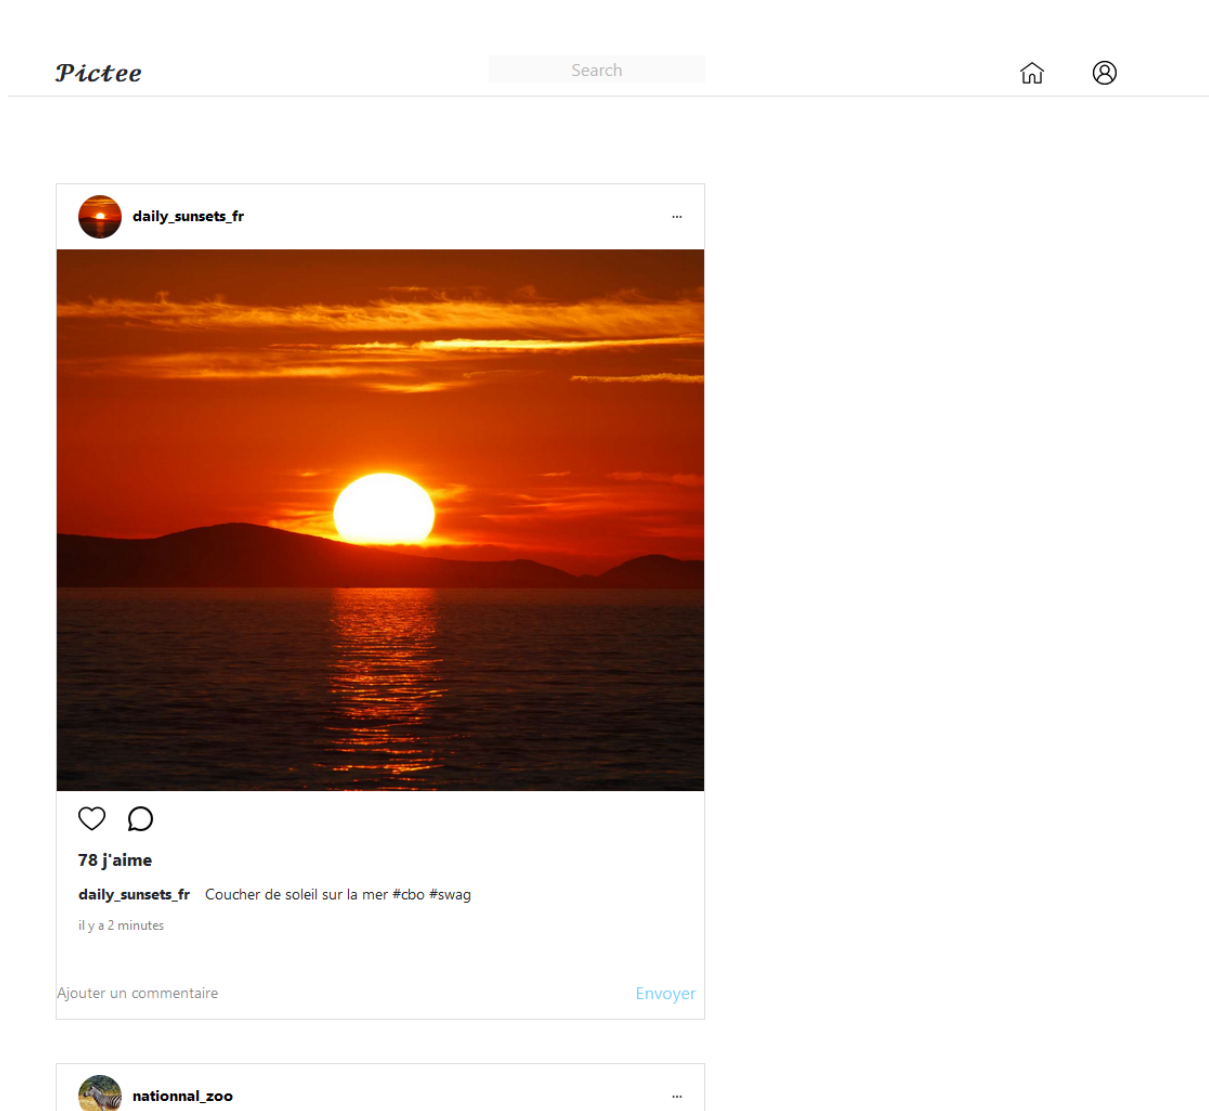 Pictee
Search
daily_sunsets_fr
...
78 j'aime
daily_sunsets_fr Coucher de soleil sur la mer #cbo #swag
il y a 2 minutes
Ajouter un commentaire
Envoyer
nationnal_zoo
...